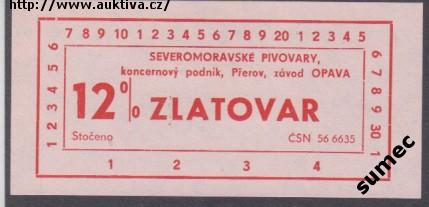 http://www.auktiva.cz/
7 8 9 10 1 2 3 4 5 6 7 8 9 20 1 2 3 4 5
SEVEROMORAVSKÉ PIVOVARY,
koncernový podnik, Přerov, závod OPAVA
12% ZLATOVAR
Stočeno ČSN 56 6635
1 2 3 4
1 2 3 4 5 6
6 7 8 9 30 1
sumec